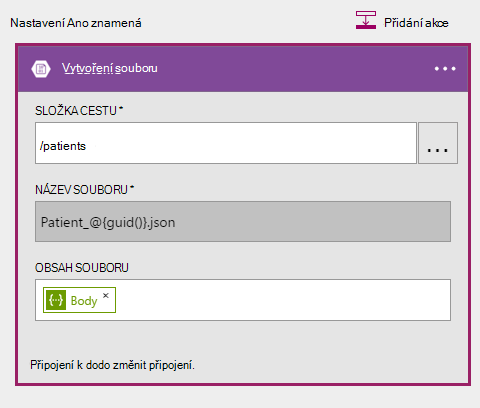 Nastavení Ano znamená
Přidání akce
Vytvoření souboru
...
SLOŽKA CESTU *
/patients
...
NÁZEV SOUBORU *
Patient_@{guid()}.json
OBSAH SOUBORU
Body ×
Připojení k dodo změnit připojení.